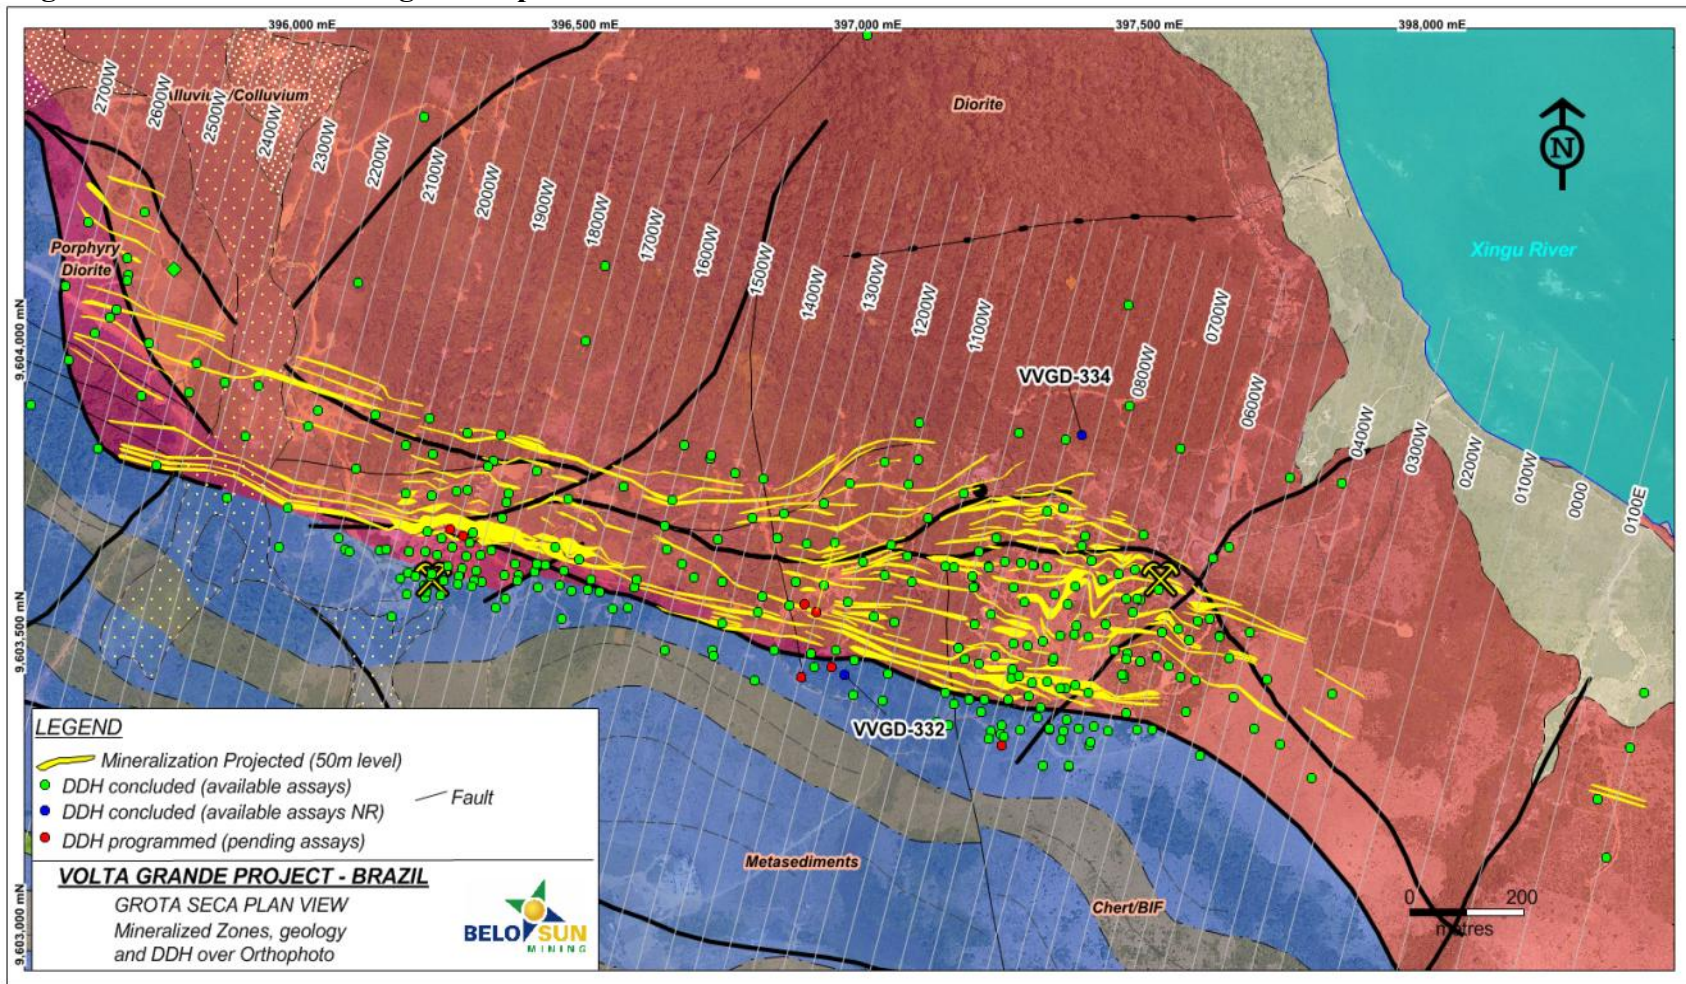 396,000 mE
396,500 mE
397,000 mE
397,500 mE
398,000 mE
9,604,000 mN
9,603,500 mN
9,603,000 mN
Alluvium/Colluvium
Diorite
Porphyry
Diorite
Xingu River
N
2700W
2600W
2500W
2400W
2300W
2200W
2100W
2000W
1900W
1800W
1700W
1600W
1500W
1400W
1300W
1200W
1100W
0800W
0700W
0600W
0400W
0300W
0200W
0100W
0000
0100E
VVGD-334
VVGD-332
Metasediments
Chert/BIF
0 200
metres
LEGEND
Mineralization Projected (50m level)
DDH concluded (available assays)
DDH concluded (available assays NR)
DDH programmed (pending assays)
Fault
VOLTA GRANDE PROJECT - BRAZIL
GROTA SECA PLAN VIEW
Mineralized Zones, geology
and DDH over Orthophoto
BELO SUN
MINING